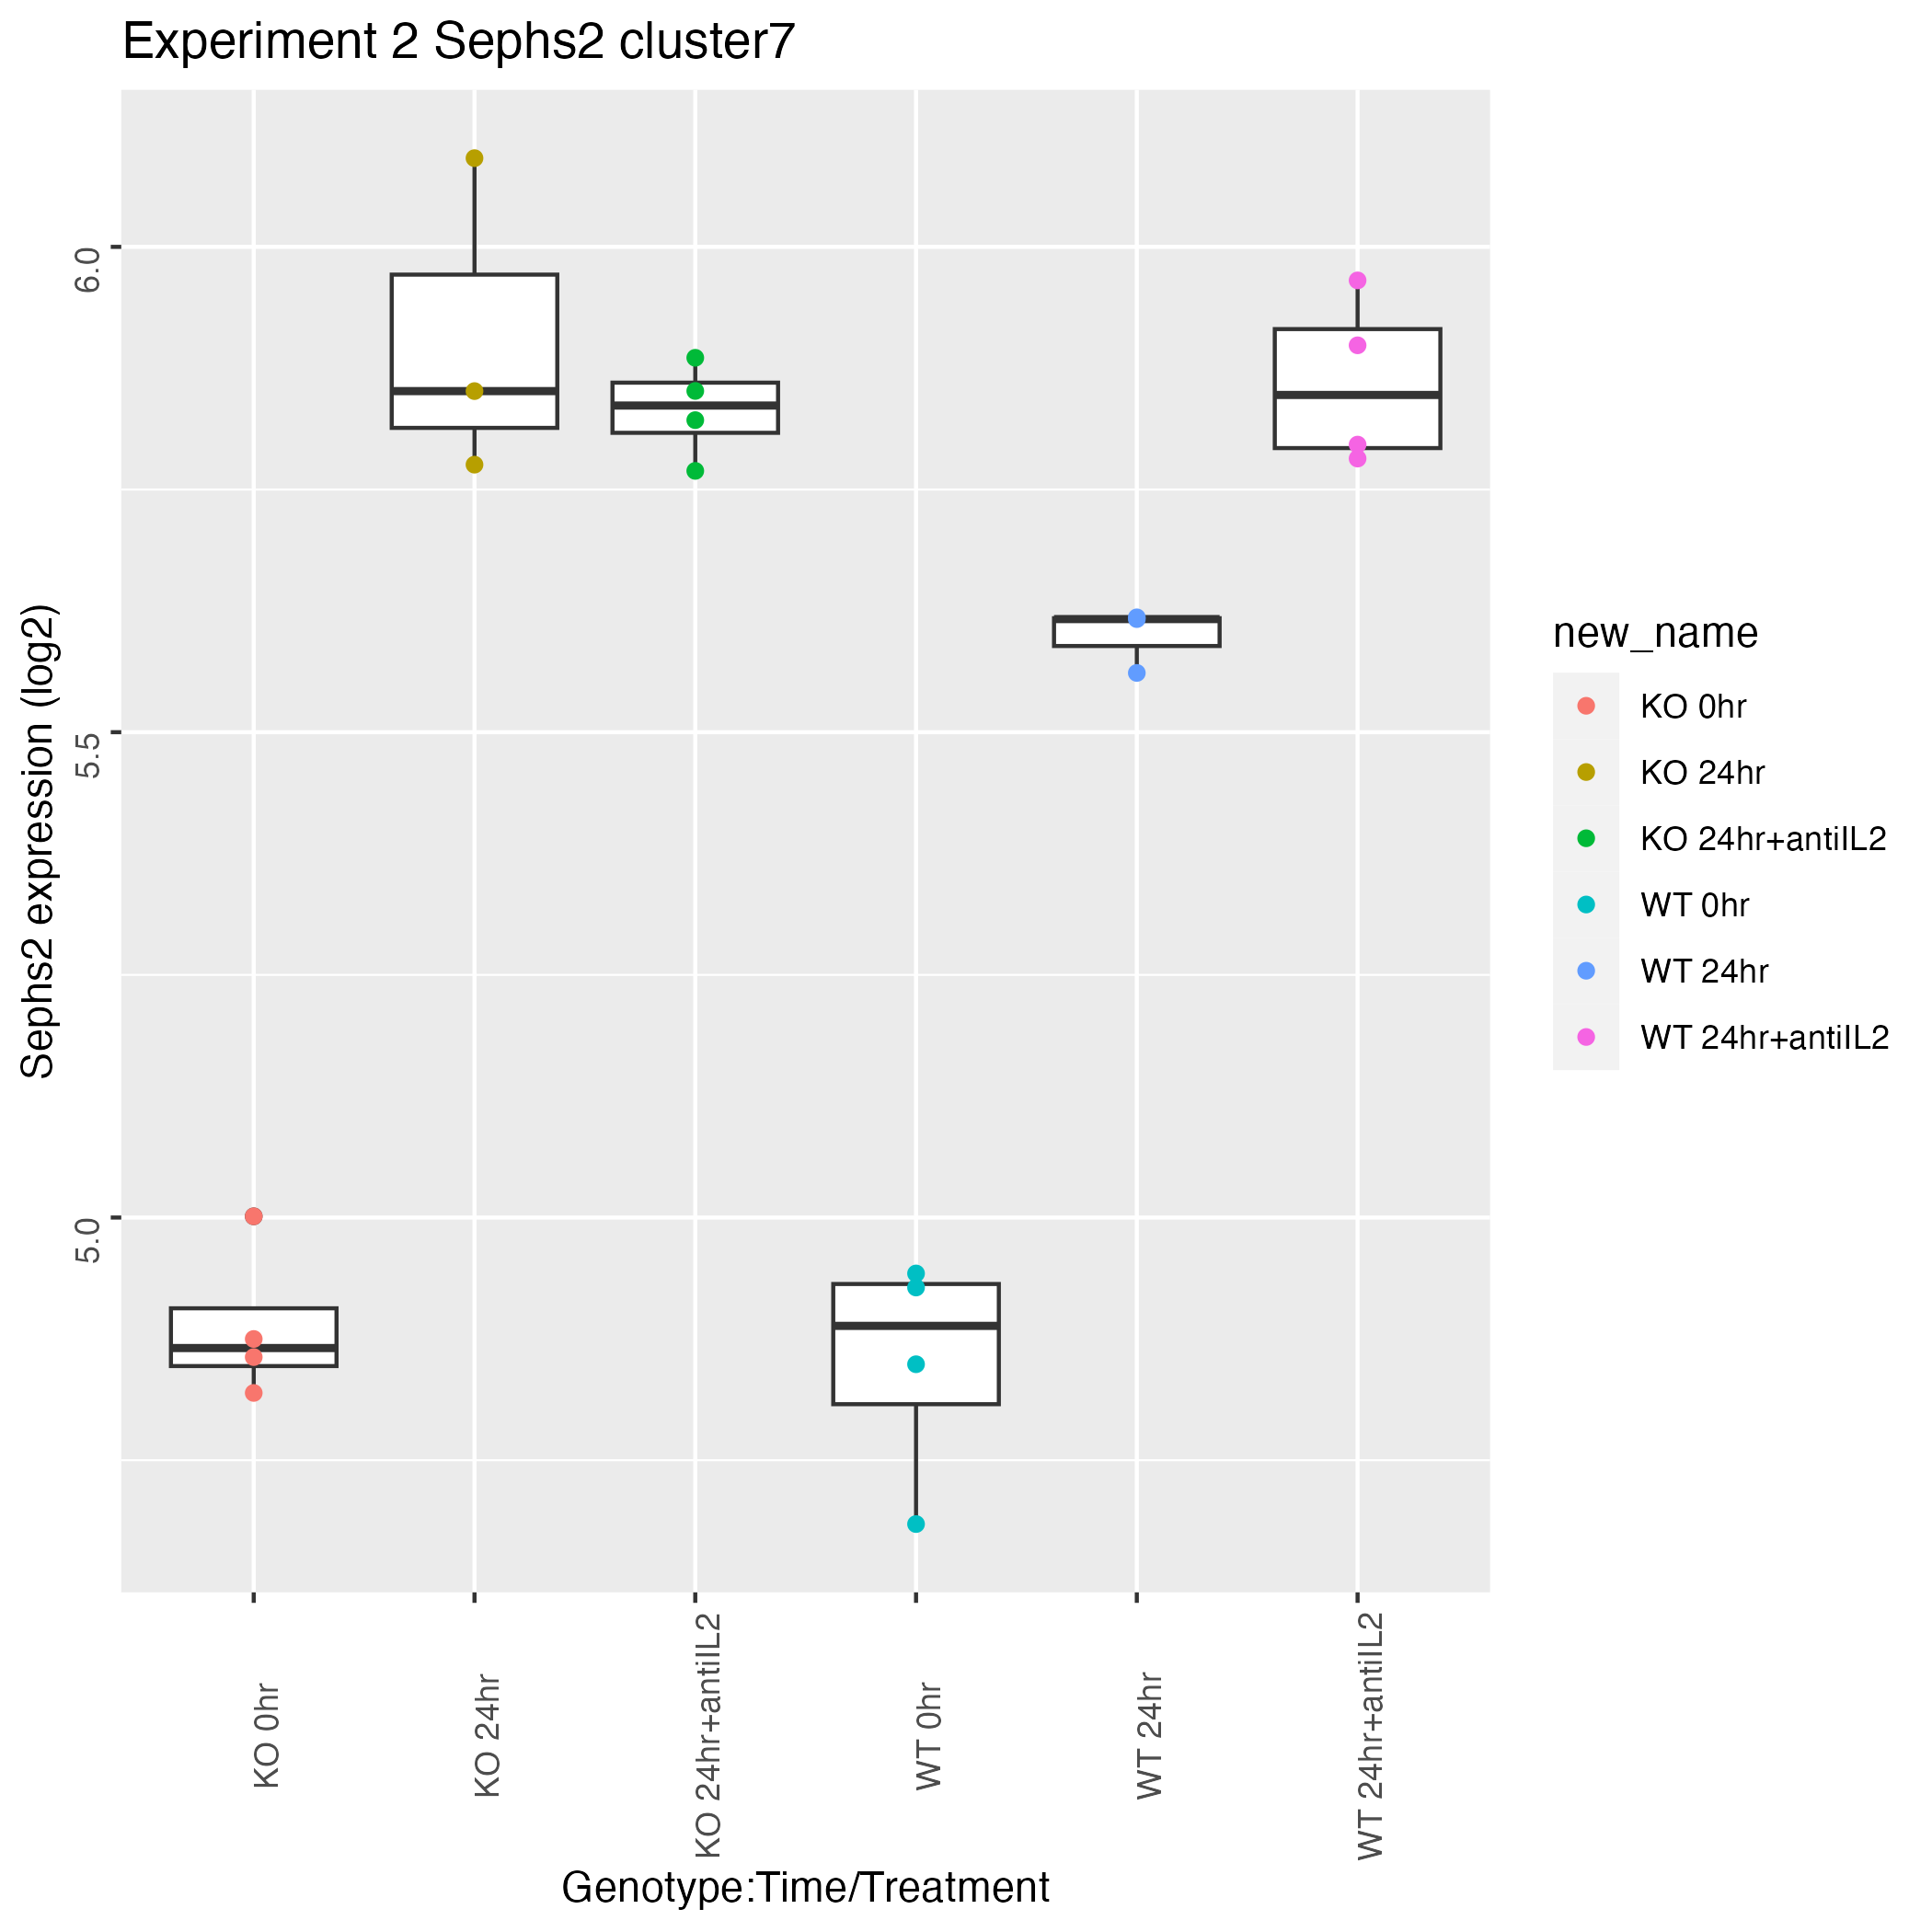 Experiment 2 Sephs2 cluster7
Sephs2 expression (log2)
6.0
5.5
5.0
KO 0hr
KO 24hr
KO 24hr+antiIL2
WT 0hr
WT 24hr
WT 24hr+antiIL2
Genotype:Time/Treatment
new_name
KO 0hr
KO 24hr
KO 24hr+antiIL2
WT 0hr
WT 24hr
WT 24hr+antiIL2